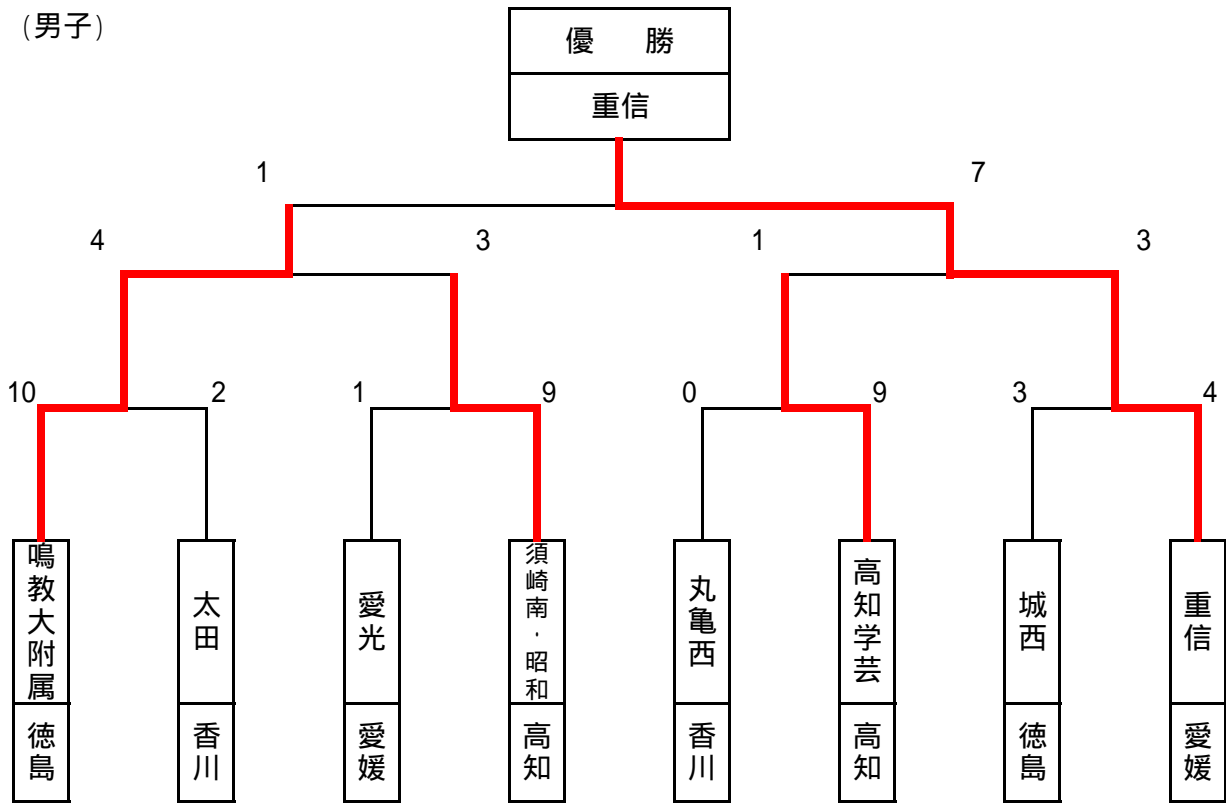 (男子)
優 勝
重信
1 7
4 3 1 3
10 2 1 9 0 9 3 4
鳴教大附属
太田
愛光
須崎南・昭和
丸亀西
高知学芸
城西
重信
徳島
香川
愛媛
高知
香川
高知
徳島
愛媛